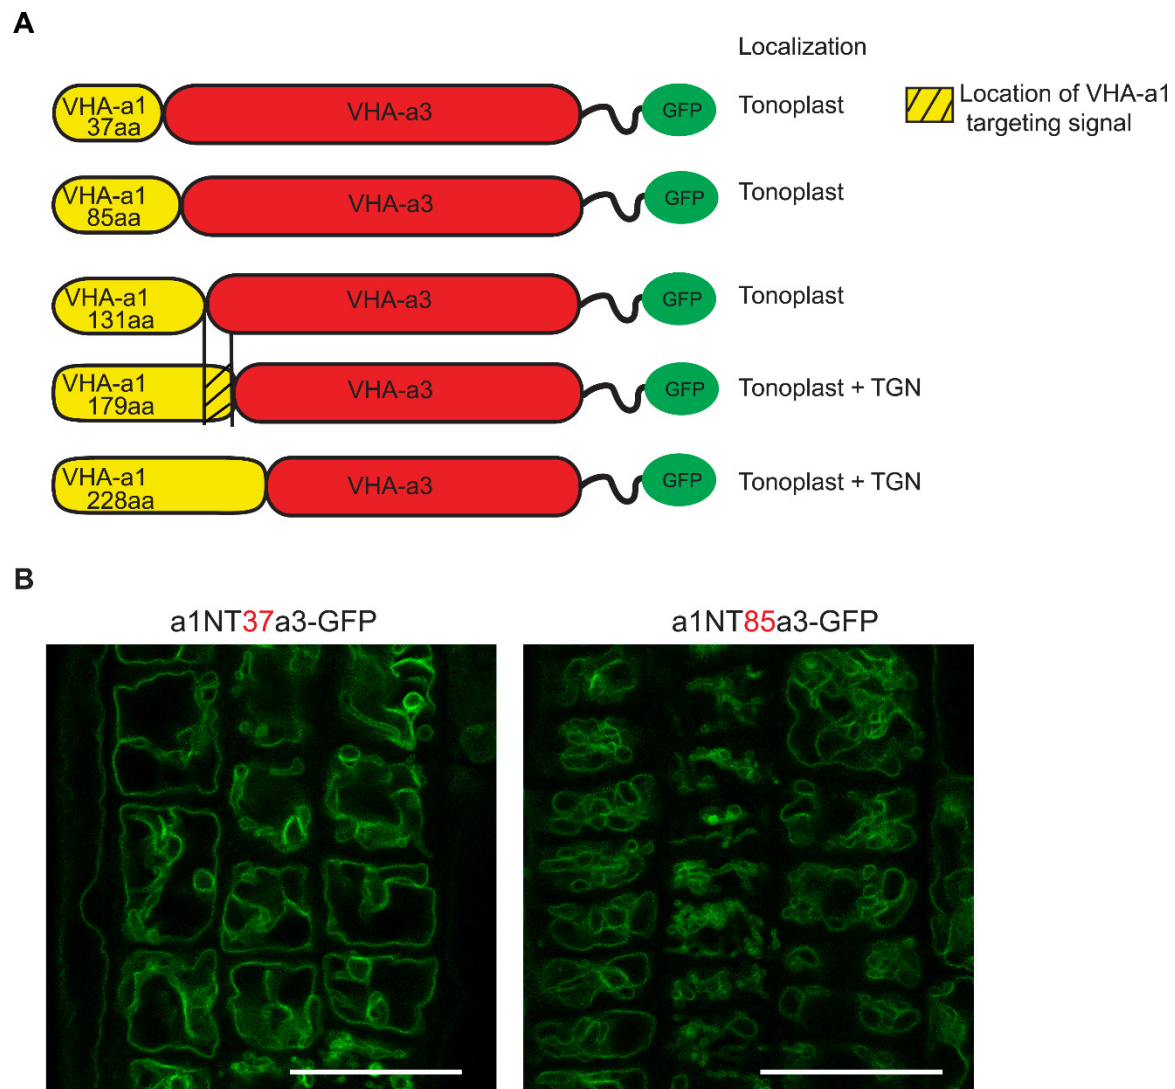 A
Localization
VHA-a1
37aa
VHA-a3
GFP
Tonoplast
Location of VHA-a1
targeting signal
VHA-a1
85aa
VHA-a3
GFP
Tonoplast
VHA-a1
131aa
VHA-a3
GFP
Tonoplast
VHA-a1
179aa
VHA-a3
GFP
Tonoplast + TGN
VHA-a1
228aa
VHA-a3
GFP
Tonoplast + TGN
B
a1NT37a3-GFP
a1NT85a3-GFP